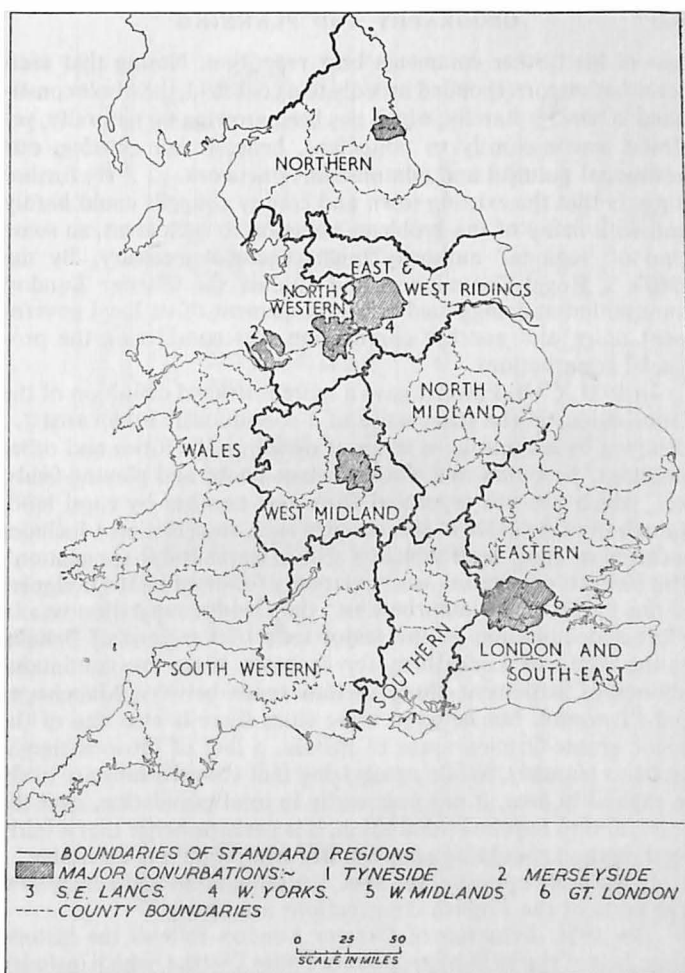 1
NORTHERN
EAST &
WEST RIDINGS
NORTH
WESTERN
3
4
2
NORTH
MIDLAND
WALES
5
WEST MIDLAND
EASTERN
6
LONDON AND
SOUTH-EAST
SOUTHERN
SOUTH WESTERN
BOUNDARIES OF STANDARD REGIONS
MAJOR CONURBATIONS:~ 1 TYNESIDE 2 MERSEYSIDE
3 S.E. LANCS. 4 W. YORKS. 5 W. MIDLANDS 6 GT. LONDON
COUNTY BOUNDARIES
0 25 50
SCALE IN MILES